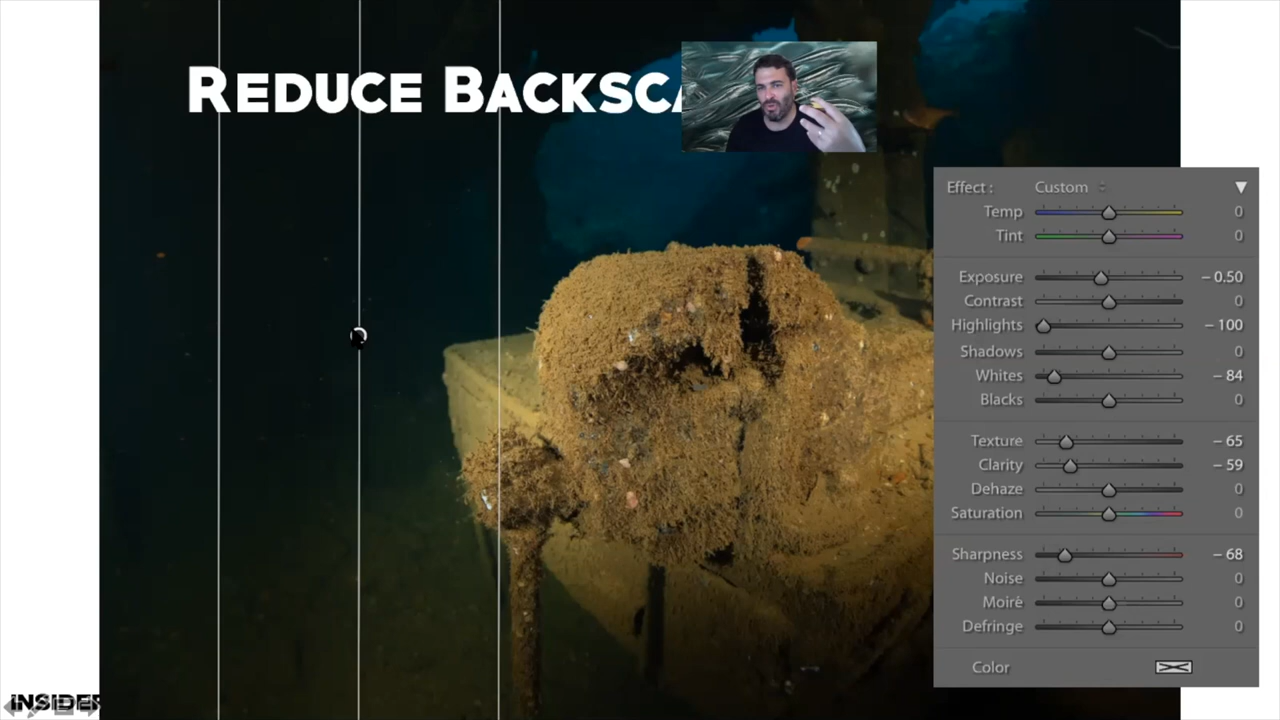 REDUCE BACKSCA
Effect : Custom
Temp 0
Tint 0
Exposure – 0.50
Contrast 0
Highlights – 100
Shadows 0
Whites – 84
Blacks 0
Texture – 65
Clarity – 59
Dehaze 0
Saturation 0
Sharpness – 68
Noise 0
Moiré 0
Defringe 0
Color
INSIDER